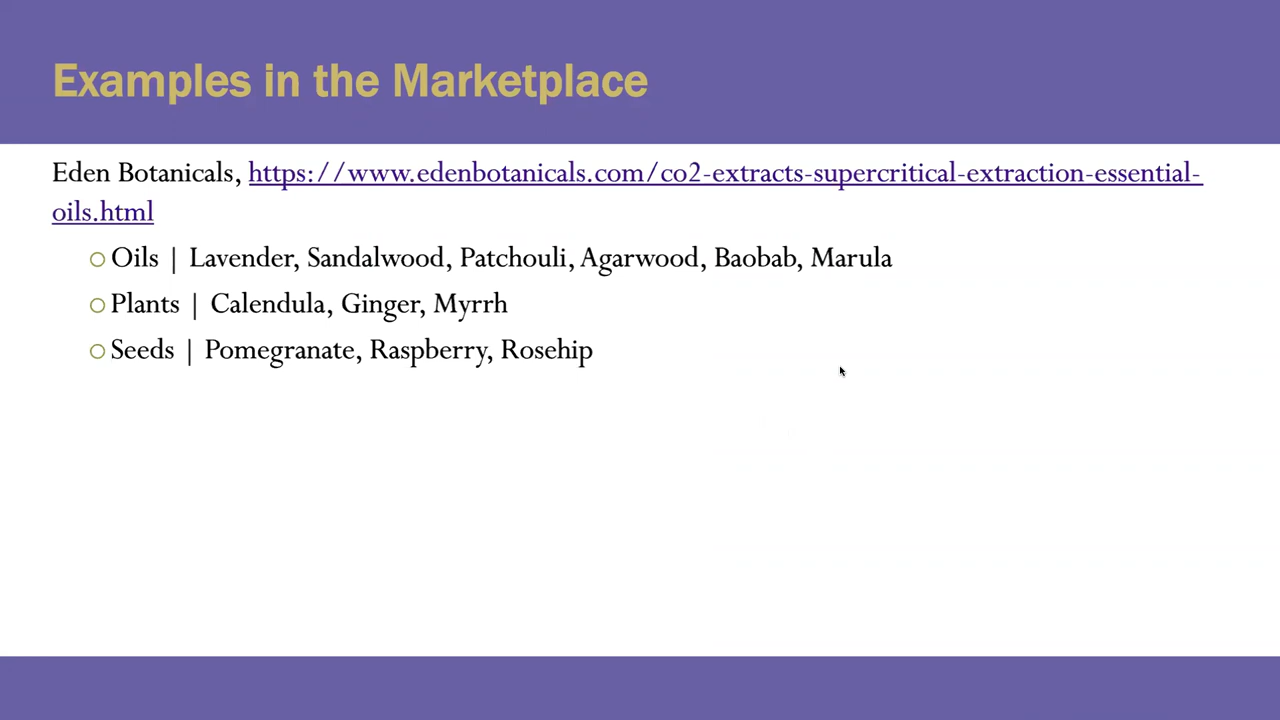 Examples in the Marketplace
Eden Botanicals, https://www.edenbotanicals.com/co2-extracts-supercritical-extraction-essential-
oils.html
Oils | Lavender, Sandalwood, Patchouli, Agarwood, Baobab, Marula
Plants | Calendula, Ginger, Myrrh
Seeds | Pomegranate, Raspberry, Rosehip